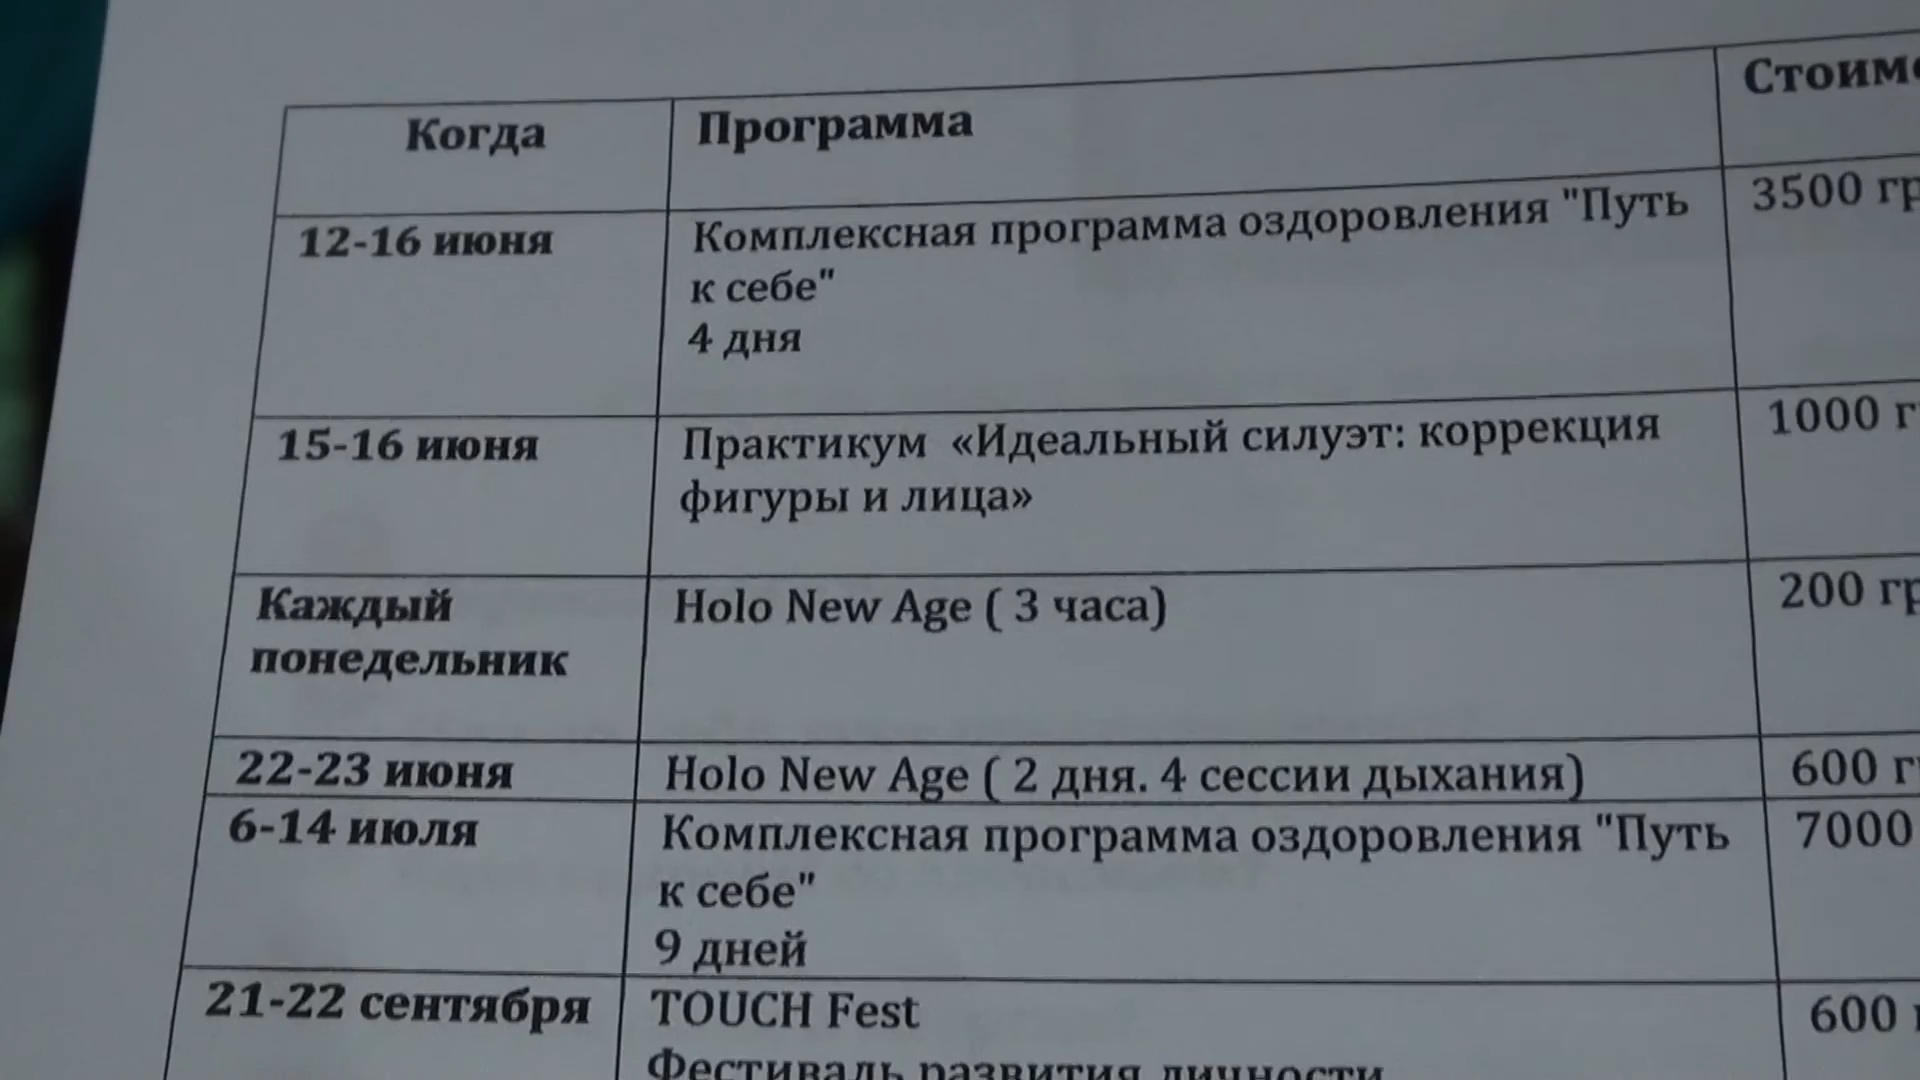 Когда Программа
12-16 июня Комплексная программа оздоровления "Путь 3500
к себе"
4 дня
15-16 июня Практикум «Идеальный силуэт: коррекция 1000
фигуры и лица»
Каждый Holo New Age ( 3 часа) 200
понедельник
22-23 июня Holo New Age ( 2 дня. 4 сессии дыхания) 600
6-14 июля Комплексная программа оздоровления "Путь 7000
к себе"
9 дней
21-22 сентября TOUCH Fest 600
Фестиваль развития личности